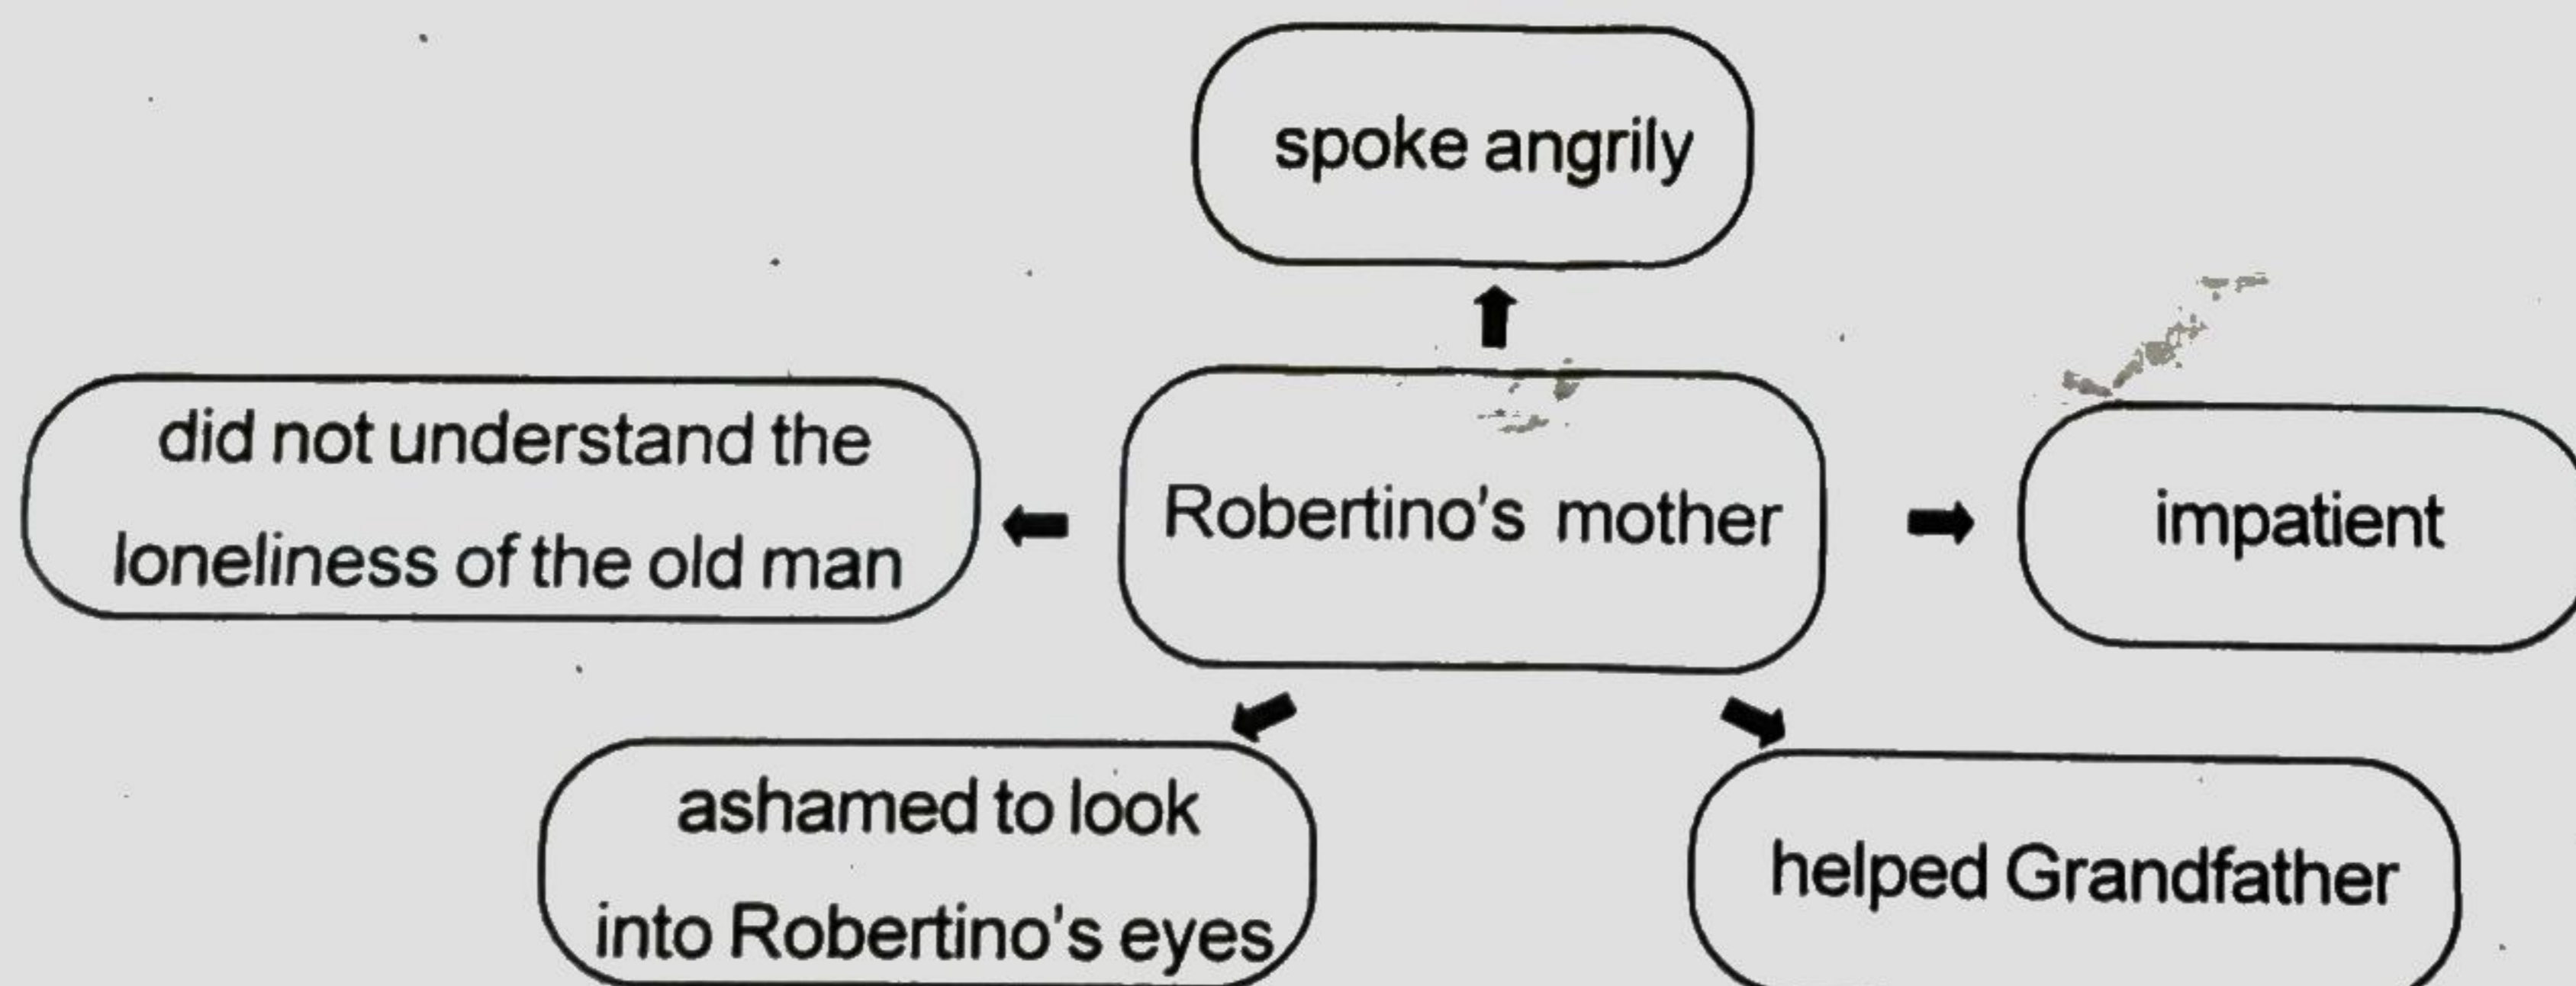 spoke angrily
did not understand the
loneliness of the old man
Robertino's mother
impatient
ashamed to look
into Robertino's eyes
helped Grandfather